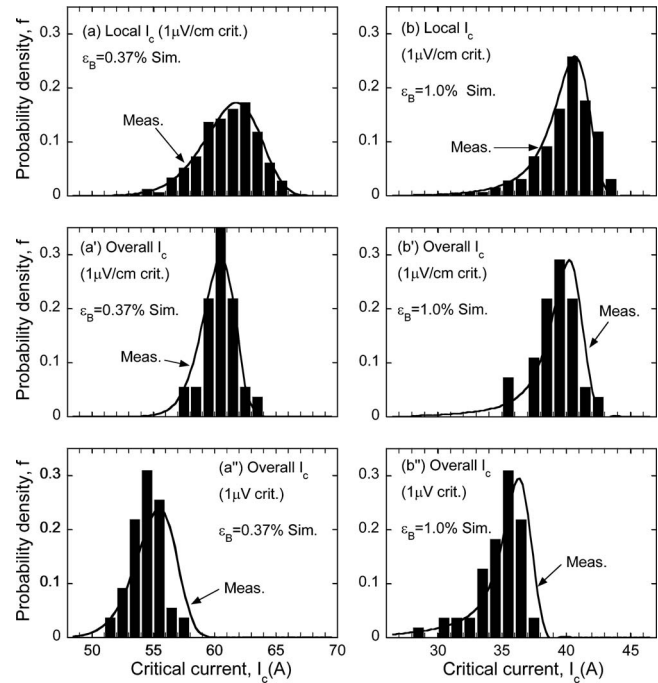 (a) Local I_c (1μV/cm crit.)
ε_B=0.37% Sim.
Meas.
Probability density, f
0.3
0.2
0.1
0
(b) Local I_c
(1μV/cm crit.)
ε_B=1.0% Sim.
Meas.
(a') Overall I_c
(1μV/cm crit.)
ε_B=0.37% Sim.
Meas.
Probability density, f
0.3
0.2
0.1
0
(b') Overall I_c
(1μV/cm crit.)
ε_B=1.0% Sim.
Meas.
(a'') Overall I_c
(1μV crit.)
ε_B=0.37% Sim.
Meas.
Probability density, f
0.3
0.2
0.1
0
50 55 60 65 70
Critical current, I_c(A)
(b'') Overall I_c
(1μV crit.)
ε_B=1.0% Sim.
Meas.
30 35 40 45
Critical current, I_c(A)